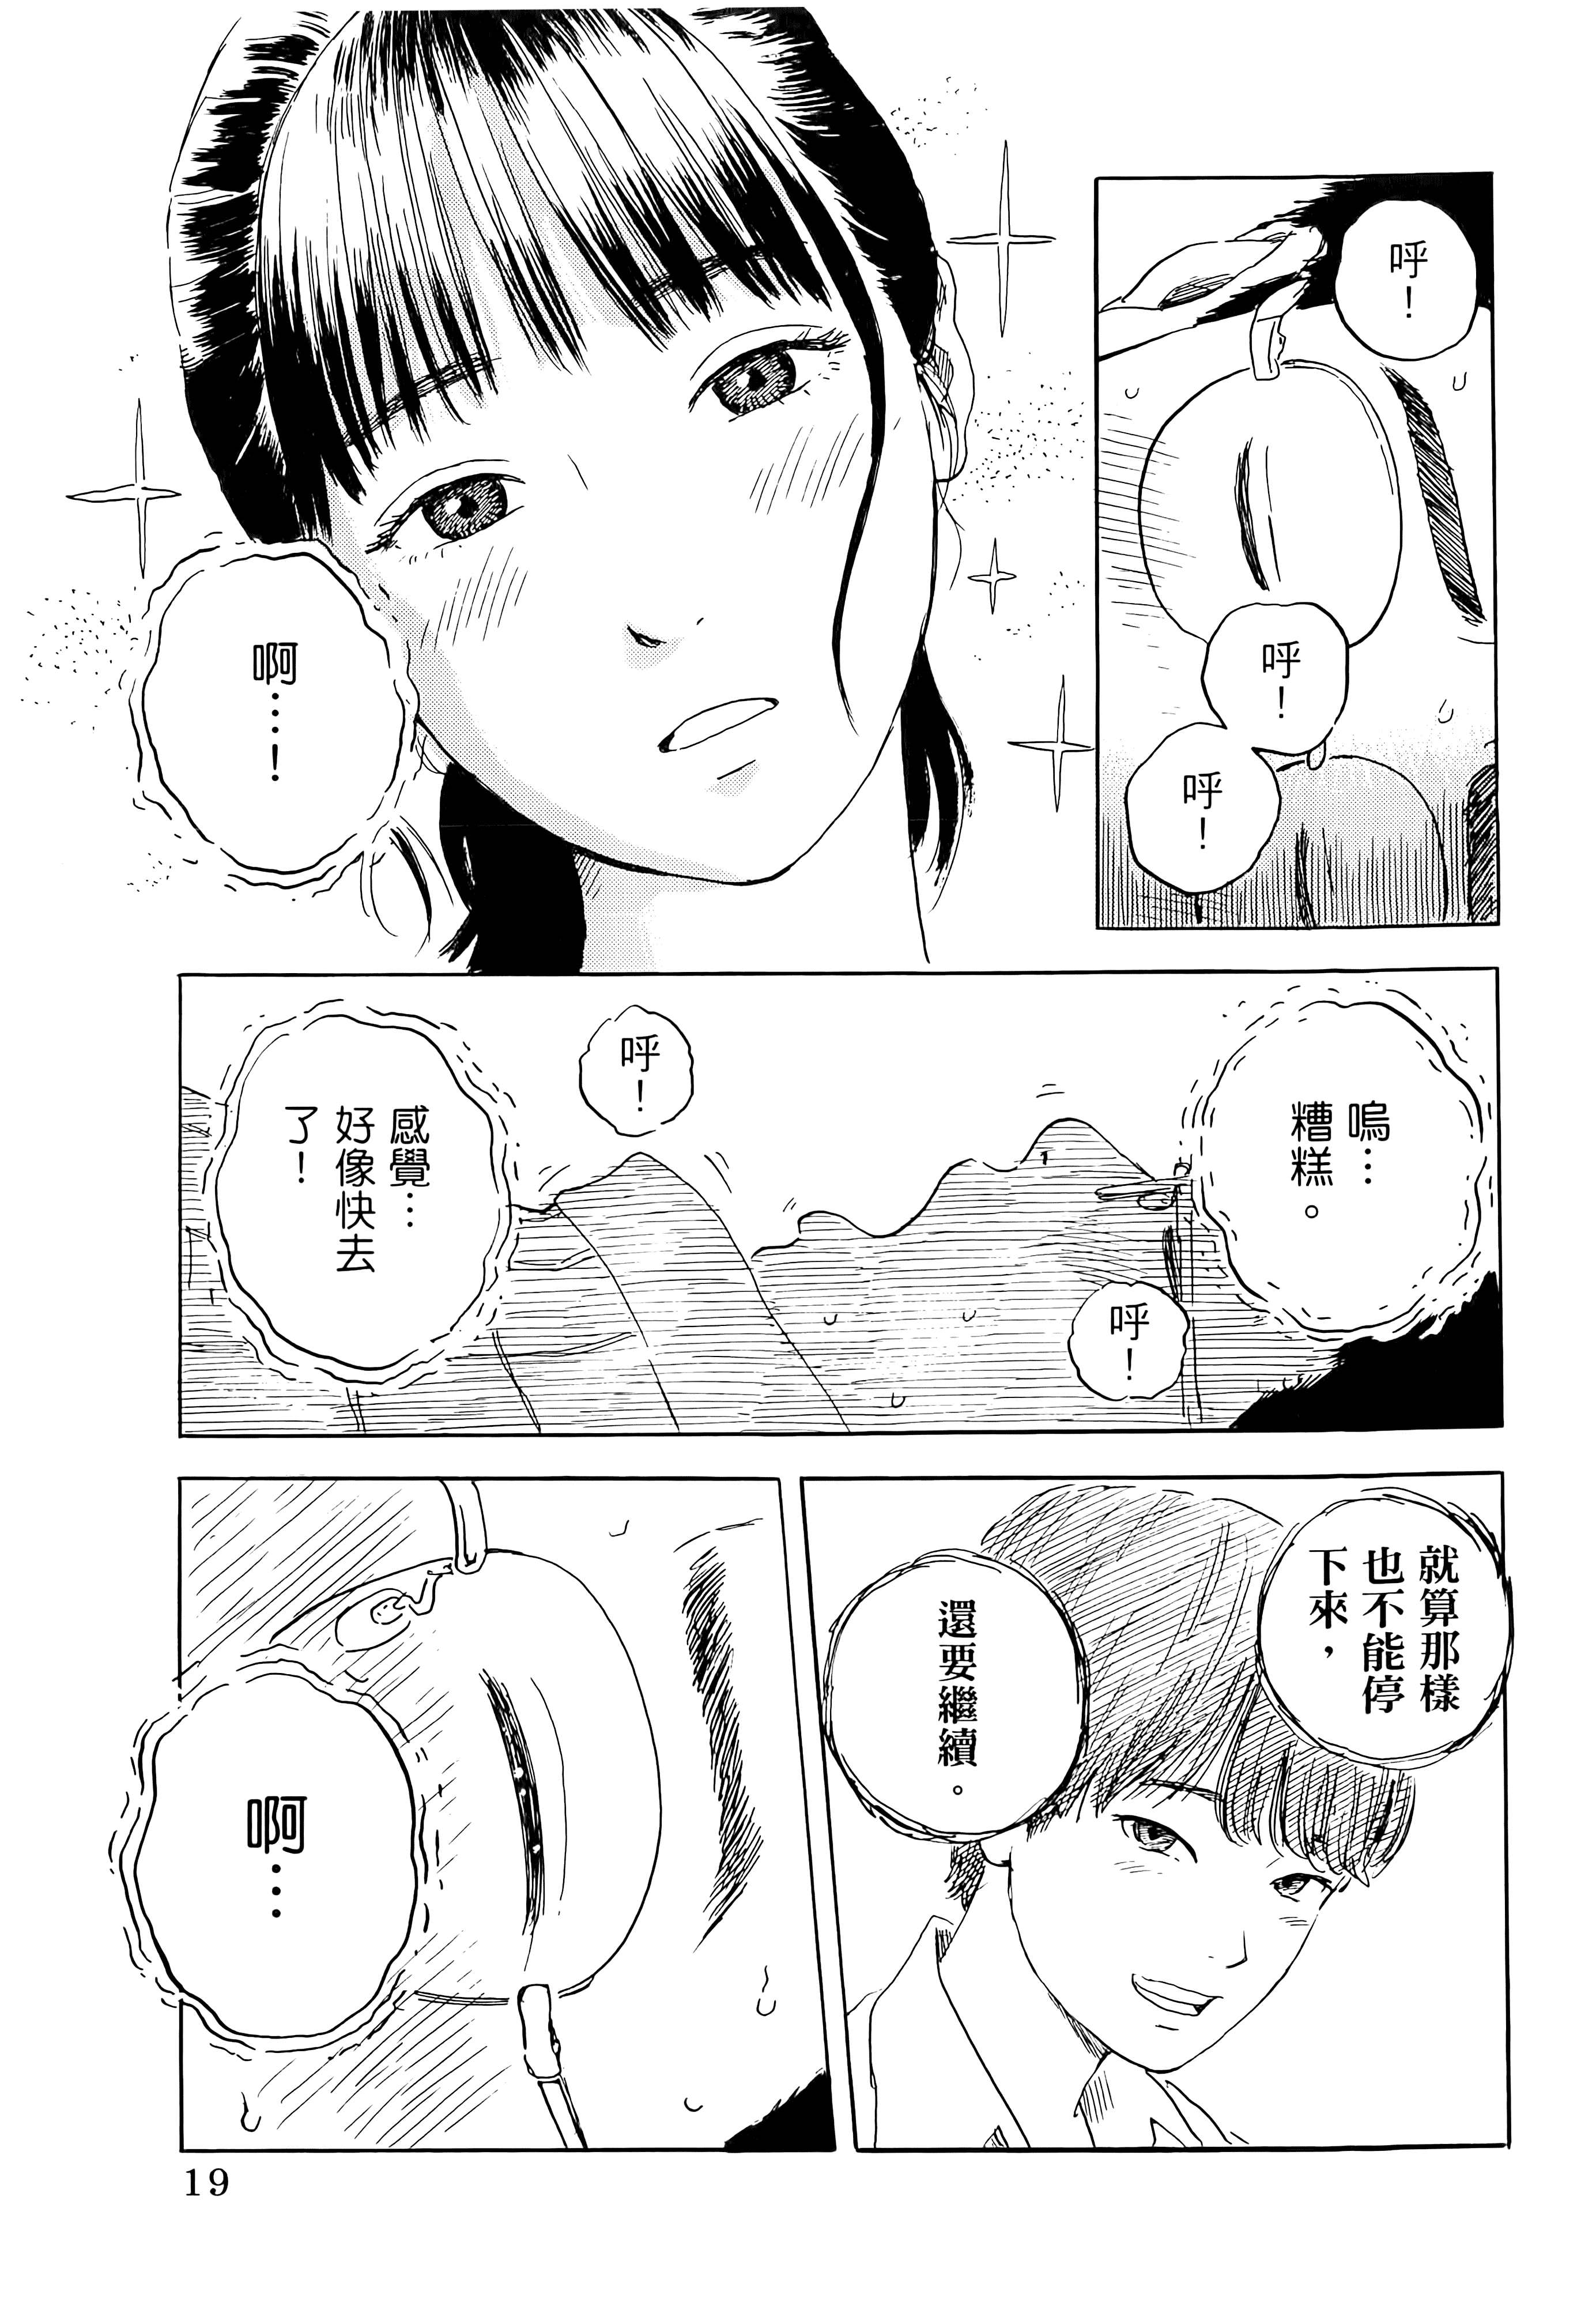 呼！
呼！
呼！
啊……！
嗚…
糟糕。
呼！
呼！
感覺…
好像快去
了！
就算那樣
也不能停
下來，
還要繼續。
啊…
19